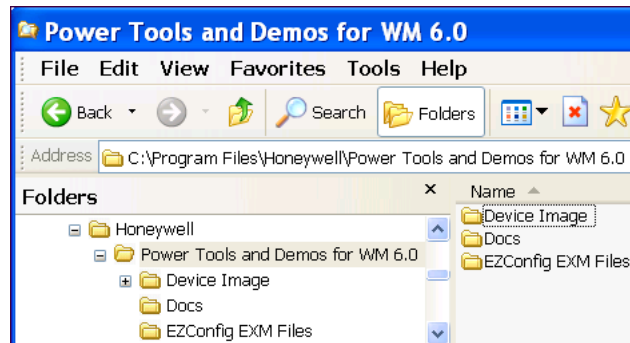 Power Tools and Demos for WM 6.0
File Edit View Favorites Tools Help
Back Search Folders
Address C:\Program Files\Honeywell\Power Tools and Demos for WM 6.0
Folders × Name
Honeywell Device Image
Power Tools and Demos for WM 6.0 Docs
Device Image EZConfig EXM Files
Docs
EZConfig EXM Files